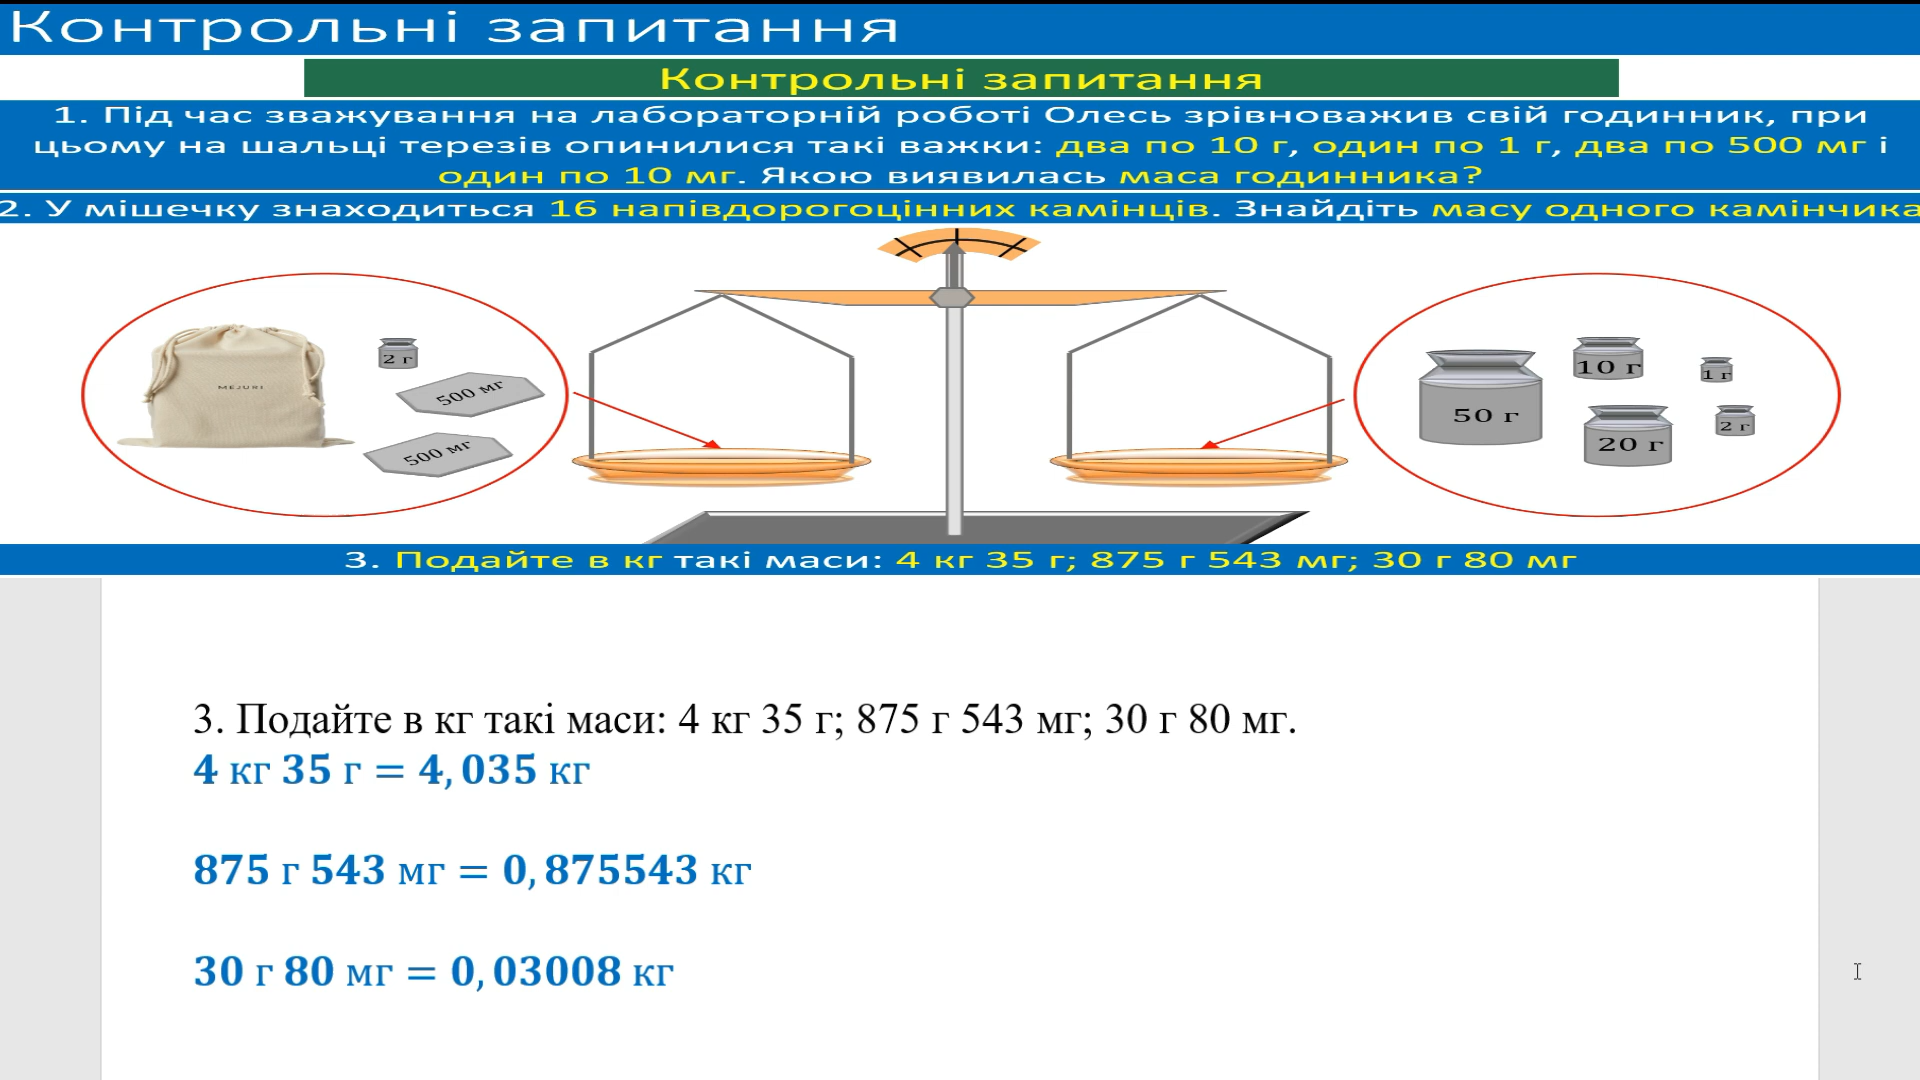 Контрольні запитання
Контрольні запитання
1. Під час зважування на лабораторній роботі Олесь зрівноважив свій годинник, при
цьому на шальці терезів опинилися такі важки: два по 10 г, один по 1 г, два по 500 мг і
один по 10 мг. Якою виявилась маса годинника?
2. У мішечку знаходиться 16 напівдорогоцінних камінців. Знайдіть масу одного камінчика
MEJURI
2 г
500 мг
500 мг
50 г
10 г
1 г
20 г
2 г
3. Подайте в кг такі маси: 4 кг 35 г; 875 г 543 мг; 30 г 80 мг
3. Подайте в кг такі маси: 4 кг 35 г; 875 г 543 мг; 30 г 80 мг.
4 кг 35 г = 4,035 кг
875 г 543 мг = 0,875543 кг
30 г 80 мг = 0,03008 кг